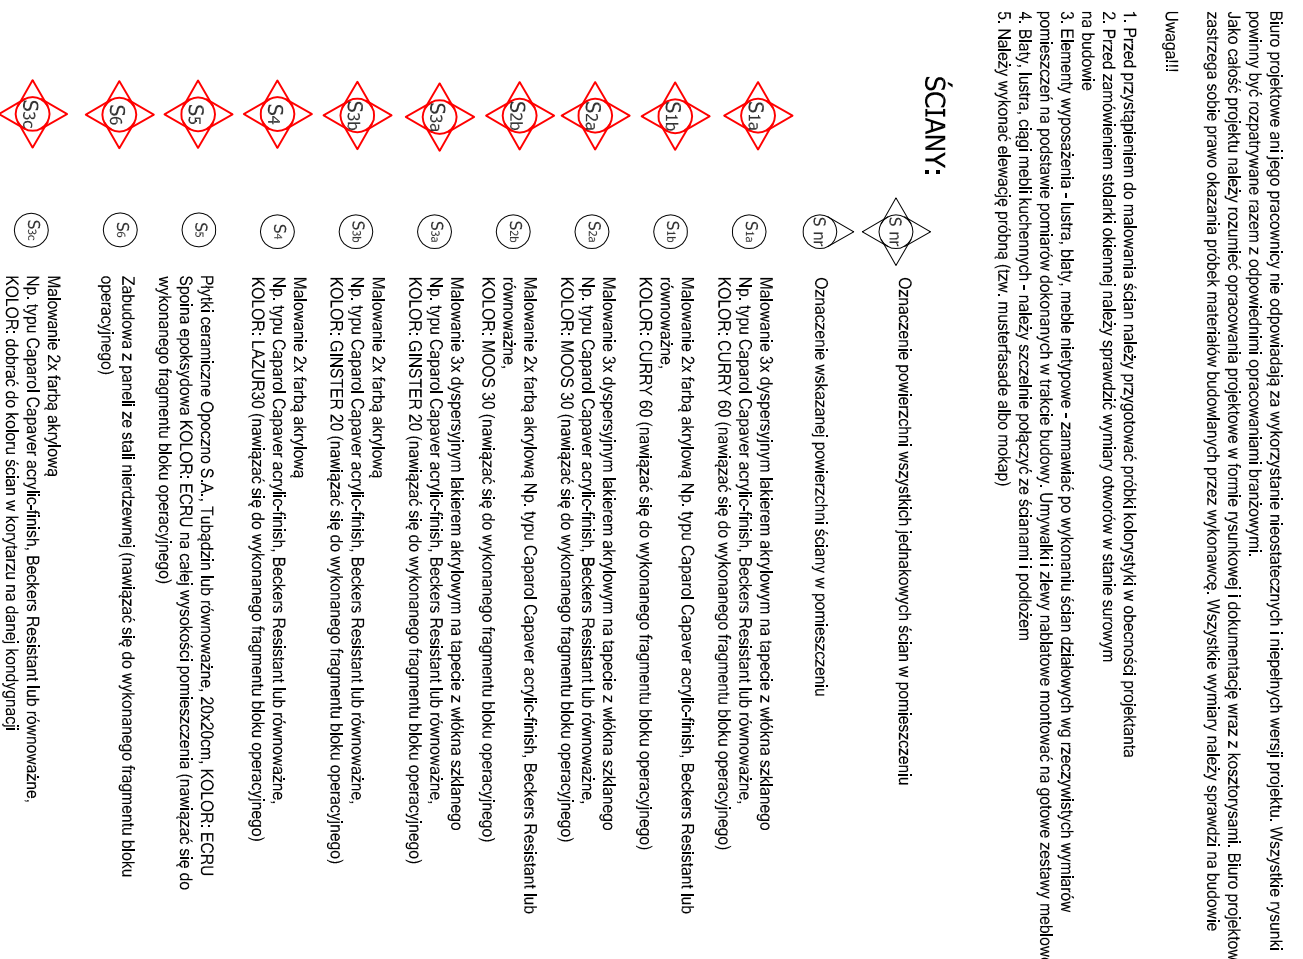 Biuro projektowe ani jego pracownicy nie odpowiadają za wykorzystanie nieostatecznych i niepełnych wersji projektu. Wszystkie rysunki
powinny być rozpatrywane razem z odpowiednimi opracowaniami branżowymi.
Jako całość projektu należy rozumieć opracowania projektowe w formie rysunkowej i dokumentację wraz z kosztorysami. Biuro projektow
zastrzega sobie prawo okazania próbek materiałów budowlanych przez wykonawcę. Wszystkie wymiary należy sprawdzi na budowie
Uwaga!!!
1. Przed przystąpieniem do malowania ścian należy przygotować próbki kolorystyki w obecności projektanta
2. Przed zamówieniem stolarki okiennej należy sprawdzić wymiary otworów w stanie surowym
na budowie
3. Elementy wyposażenia - lustra, blaty, meble nietypowe - zamawiać po wykonaniu ścian działowych wg rzeczywistych wymiarów
pomieszczeń na podstawie pomiarów dokonanych w trakcie budowy. Umywalki i zlewy nablatowe montować na gotowe zestawy meblow
4. Blaty, lustra, ciągi mebli kuchennych - należy szczelnie połączyć ze ścianami i podłożem
5. Należy wykonać elewację próbną (tzw. musterfasade albo mokap)
ŚCIANY:
S nr Oznaczenie powierzchni wszystkich jednakowych ścian w pomieszczeniu
S nr Oznaczenie wskazanej powierzchni ściany w pomieszczeniu
S1a S1a Malowanie 3x dyspersyjnym lakierem akrylowym na tapecie z włókna szklanego
Np. typu Caparol Capaver acrylic-finish, Beckers Resistant lub równoważne,
KOLOR: CURRY 60 (nawiązać się do wykonanego fragmentu bloku operacyjnego)
S1b S1b Malowanie 2x farbą akrylową Np. typu Caparol Capaver acrylic-finish, Beckers Resistant lub
równoważne,
KOLOR: CURRY 60 (nawiązać się do wykonanego fragmentu bloku operacyjnego)
S2a S2a Malowanie 3x dyspersyjnym lakierem akrylowym na tapecie z włókna szklanego
Np. typu Caparol Capaver acrylic-finish, Beckers Resistant lub równoważne,
KOLOR: MOOS 30 (nawiązać się do wykonanego fragmentu bloku operacyjnego)
S2b S2b Malowanie 2x farbą akrylową Np. typu Caparol Capaver acrylic-finish, Beckers Resistant lub
równoważne,
KOLOR: MOOS 30 (nawiązać się do wykonanego fragmentu bloku operacyjnego)
S3a S3a Malowanie 3x dyspersyjnym lakierem akrylowym na tapecie z włókna szklanego
Np. typu Caparol Capaver acrylic-finish, Beckers Resistant lub równoważne,
KOLOR: GINSTER 20 (nawiązać się do wykonanego fragmentu bloku operacyjnego)
S3b S3b Malowanie 2x farbą akrylową
Np. typu Caparol Capaver acrylic-finish, Beckers Resistant lub równoważne,
KOLOR: GINSTER 20 (nawiązać się do wykonanego fragmentu bloku operacyjnego)
S4 S4 Malowanie 2x farbą akrylową
Np. typu Caparol Capaver acrylic-finish, Beckers Resistant lub równoważne,
KOLOR: LAZUR30 (nawiązać się do wykonanego fragmentu bloku operacyjnego)
S5 S5 Płytki ceramiczne Opoczno S.A., Tubądzin lub równoważne, 20x20cm, KOLOR: ECRU
Spoina epoksydowa KOLOR: ECRU na całej wysokości pomieszczenia (nawiązać się do
wykonanego fragmentu bloku operacyjnego)
S6 S6 Zabudowa z paneli ze stali nierdzewnej (nawiązać się do wykonanego fragmentu bloku
operacyjnego)
S3c S3c Malowanie 2x farbą akrylową
Np. typu Caparol Capaver acrylic-finish, Beckers Resistant lub równoważne,
KOLOR: dobrać do koloru ścian w korytarzu na danej kondygnacji